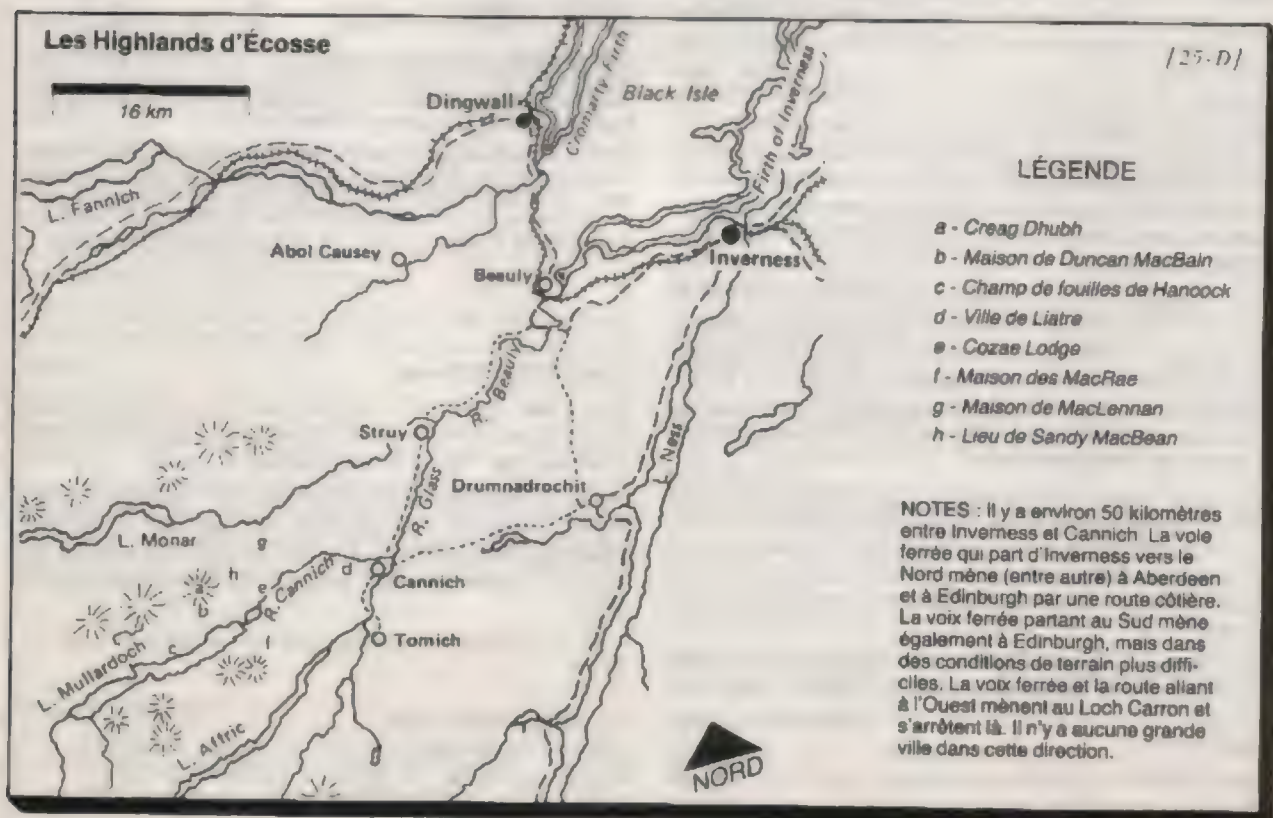 Les Highlands d'Écosse
[25-D]
16 km
Dingwall
Cromarty Firth
Black Isle
Firth of Inverness
L. Fannich
Abol Causey
Beauly
Inverness
R. Beauly
Struy
R. Glass
Drumnadrochit
Ness
L. Monar
g
h
a
b
e
R. Cannich
d
Cannich
Tomich
L. Mullardoch
c
f
L. Affric
NORD
LÉGENDE
a - Creag Dhubh
b - Maison de Duncan MacBain
c - Champ de fouilles de Hancock
d - Ville de Liatre
e - Cozae Lodge
f - Maison des MacRae
g - Maison de MacLennan
h - Lieu de Sandy MacBean
NOTES : Il y a environ 50 kilomètres
entre Inverness et Cannich La voie
ferrée qui part d'Inverness vers le
Nord mène (entre autre) à Aberdeen
et à Edinburgh par une route côtière.
La voix ferrée partant au Sud mène
également à Edinburgh, mais dans
des conditions de terrain plus diffi-
ciles. La voix ferrée et la route allant
à l'Ouest mènent au Loch Carron et
s'arrêtent là. Il n'y a aucune grande
ville dans cette direction.